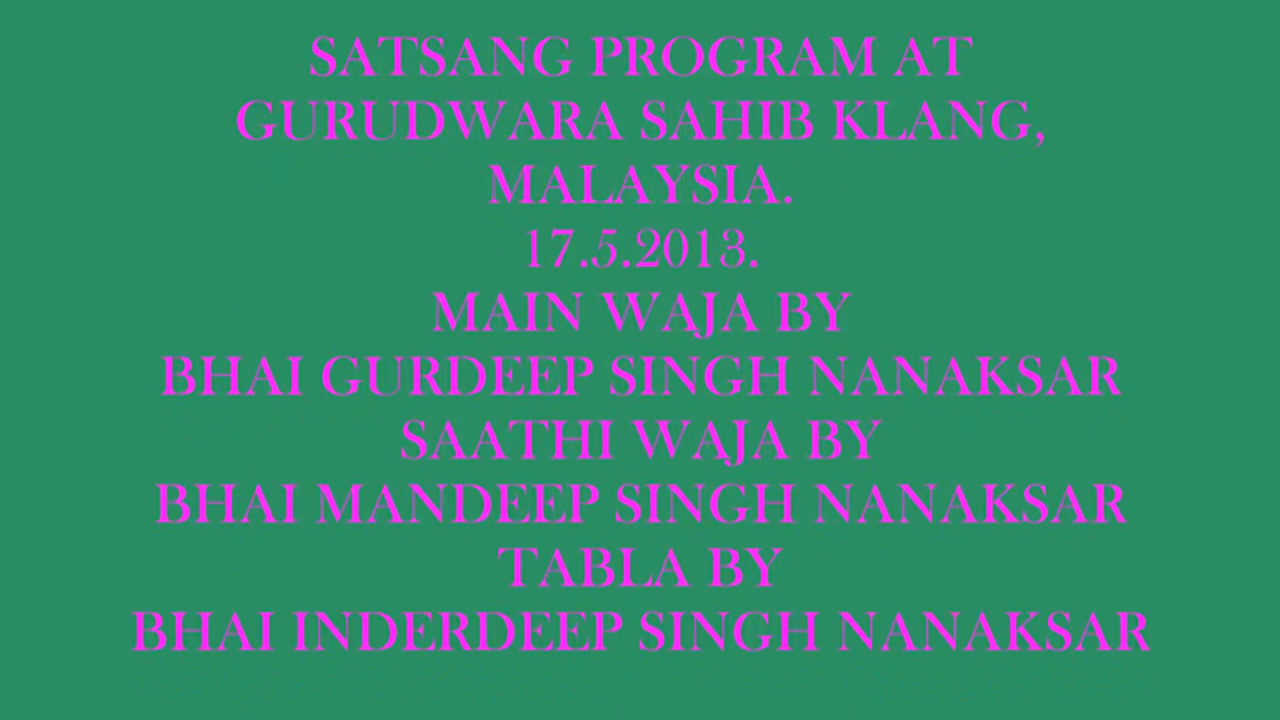 SATSANG PROGRAM AT
GURUDWARA SAHIB KLANG,
MALAYSIA.
17.5.2013.
MAIN WAJA BY
BHAI GURDEEP SINGH NANAKSAR
SAATHI WAJA BY
BHAI MANDEEP SINGH NANAKSAR
TABLA BY
BHAI INDERDEEP SINGH NANAKSAR